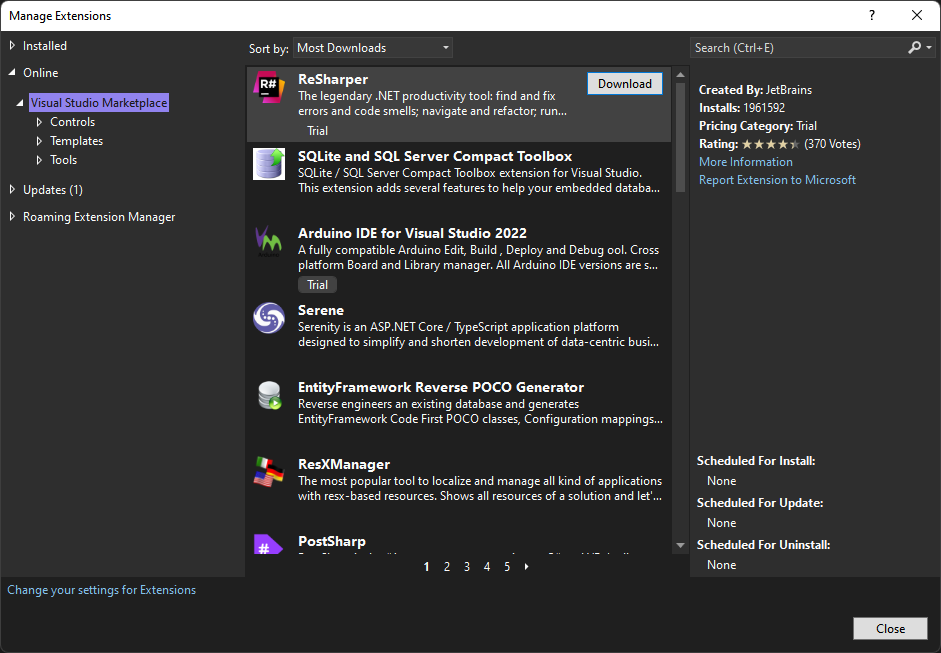 Manage Extensions
?
Installed
Online
Visual Studio Marketplace
Controls
Templates
Tools
Updates (1)
Roaming Extension Manager
Sort by: Most Downloads
R#
ReSharper
Download
The legendary .NET productivity tool: find and fix
errors and code smells; navigate and refactor; run...
Trial
SQLite and SQL Server Compact Toolbox
SQLite / SQL Server Compact Toolbox extension for Visual Studio.
This extension adds several features to help your embedded databa...
Arduino IDE for Visual Studio 2022
A fully compatible Arduino Edit, Build , Deploy and Debug ool. Cross
platform Board and Library manager. All Arduino IDE versions are s...
Trial
Serene
Serenity is an ASP.NET Core / TypeScript application platform
designed to simplify and shorten development of data-centric busi...
EntityFramework Reverse POCO Generator
Reverse engineers an existing database and generates
EntityFramework Code First POCO classes, Configuration mappings...
ResXManager
The most popular tool to localize and manage all kind of applications
with resx-based resources. Shows all resources of a solution and let'...
#
PostSharp
1 2 3 4 5
Search (Ctrl+E)
Created By: JetBrains
Installs: 1961592
Pricing Category: Trial
Rating: (370 Votes)
More Information
Report Extension to Microsoft
Scheduled For Install:
None
Scheduled For Update:
None
Scheduled For Uninstall:
None
Change your settings for Extensions
Close